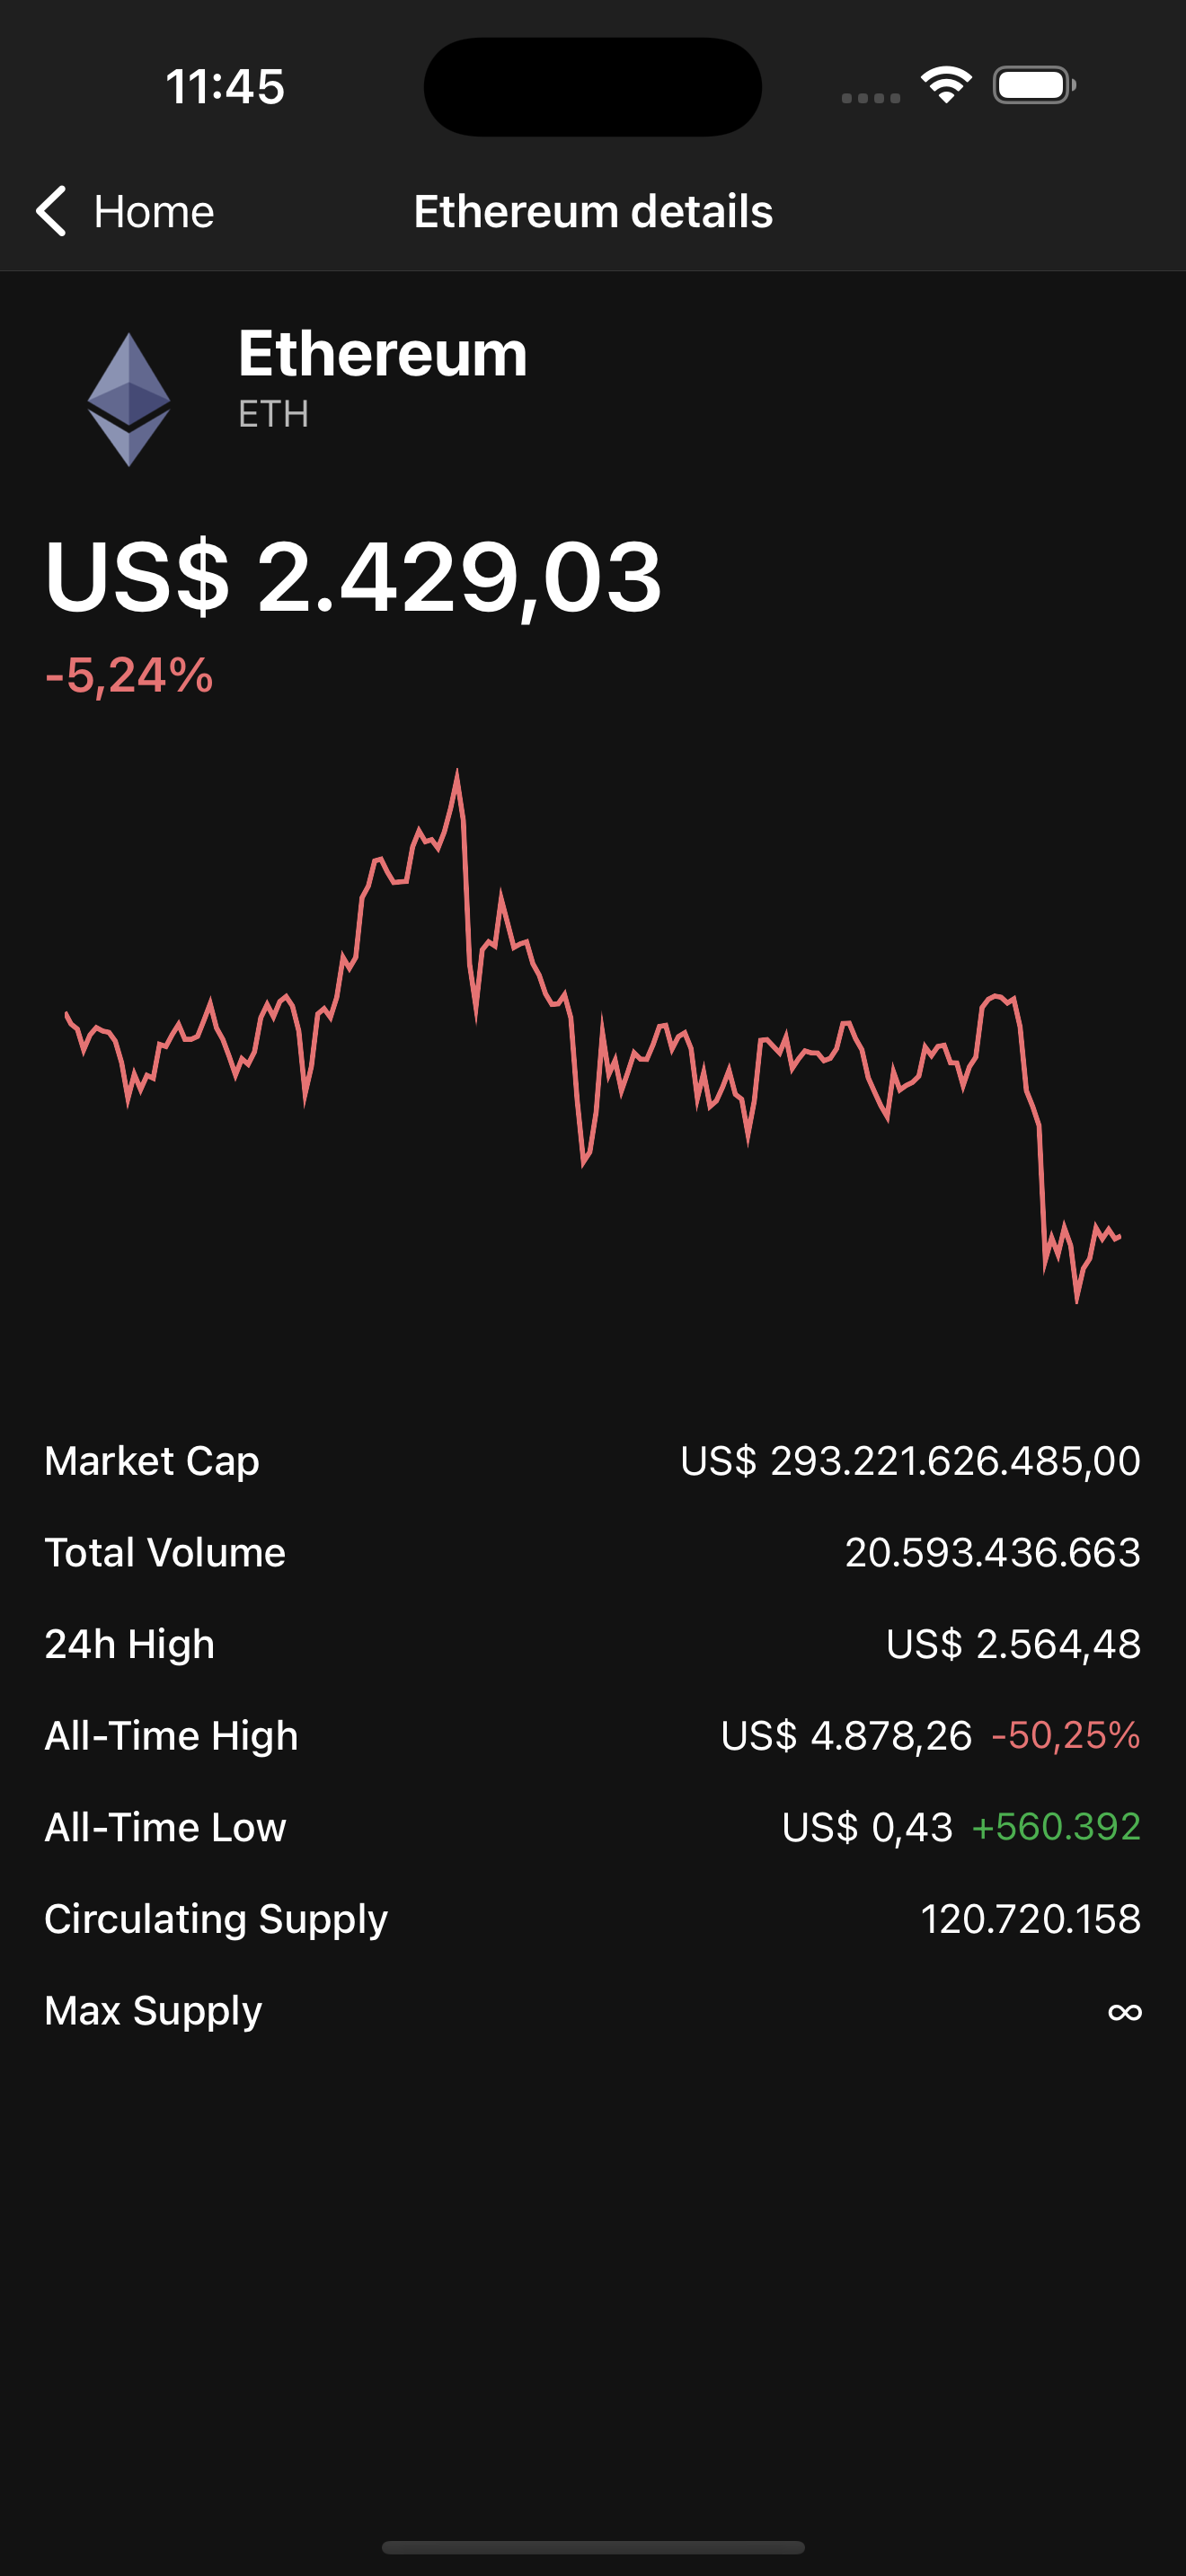 11:45
Home
Ethereum details
Ethereum
ETH
US$ 2.429,03
-5,24%
Market Cap US$ 293.221.626.485,00
Total Volume 20.593.436.663
24h High US$ 2.564,48
All-Time High US$ 4.878,26 -50,25%
All-Time Low US$ 0,43 +560.392
Circulating Supply 120.720.158
Max Supply ∞